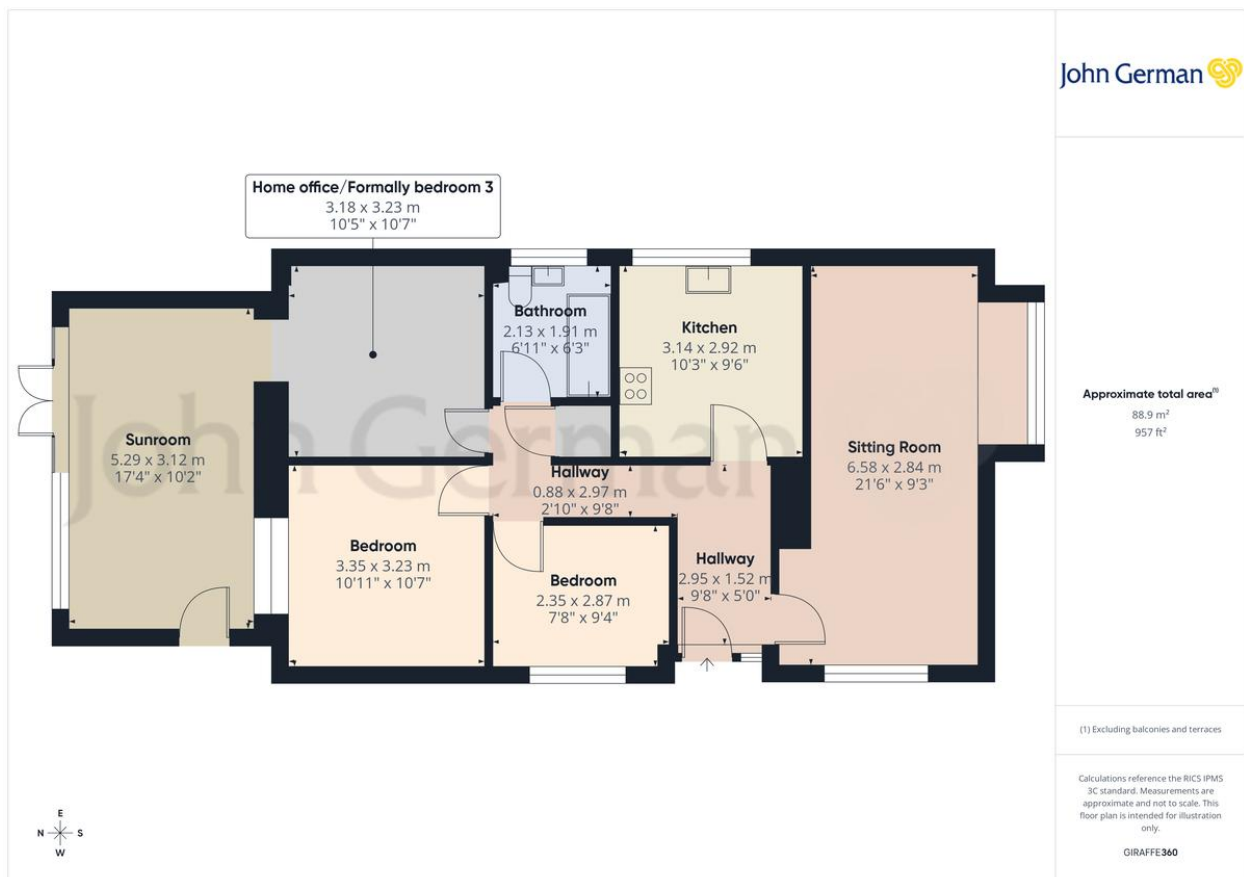 John German
Home office/Formally bedroom 3
3.18 x 3.23 m
10'5" x 10'7"
Bathroom
2.13 x 1.91 m
6'11" x 6'3"
Kitchen
3.14 x 2.92 m
10'3" x 9'6"
Sunroom
5.29 x 3.12 m
17'4" x 10'2"
Sitting Room
6.58 x 2.84 m
21'6" x 9'3"
Hallway
0.88 x 2.97 m
2'10" x 9'8"
Bedroom
3.35 x 3.23 m
10'11" x 10'7"
Bedroom
2.35 x 2.87 m
7'8" x 9'4"
Hallway
2.95 x 1.52 m
9'8" x 5'0"
John German
Approximate total area(1)
88.9 m²
957 ft²
(1) Excluding balconies and terraces
Calculations reference the RICS IPMS
3C standard. Measurements are
approximate and not to scale. This
floor plan is intended for illustration
only.
GIRAFFE360
E
N S
W